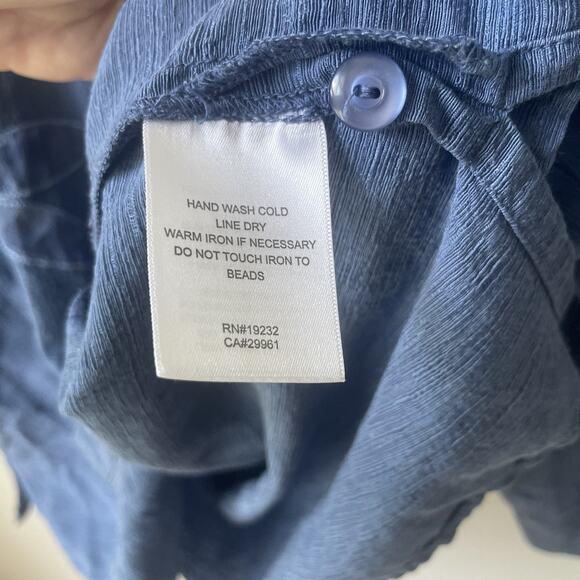 HAND WASH COLD
LINE DRY
WARM IRON IF NECESSARY
DO NOT TOUCH IRON TO
BEADS
RN#19232
CA#29961